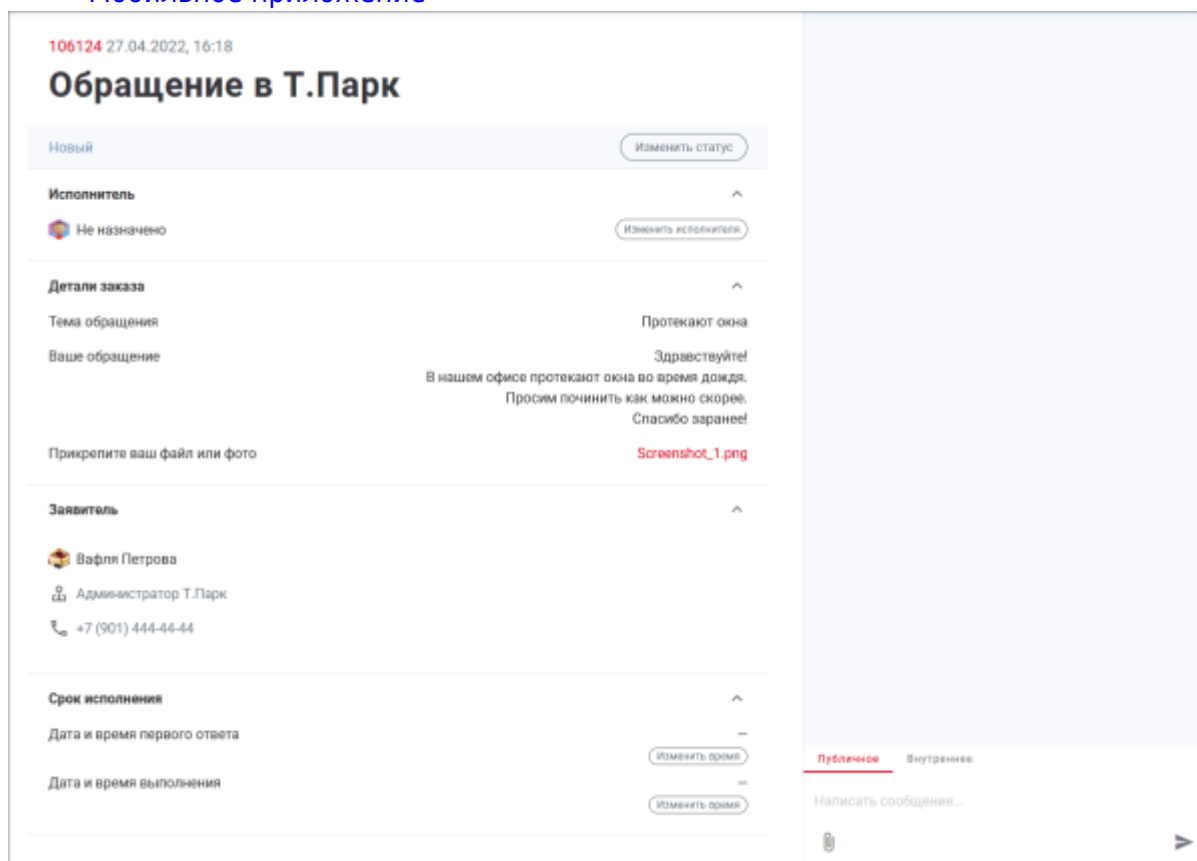 Мобильное приложение
106124 27.04.2022, 16:18
Обращение в Т.Парк
Новый
Изменить статус
Исполнитель
Не назначено
Изменить исполнителя
Детали заказа
Тема обращения
Протекают окна
Ваше обращение
Здравствуйте!
В нашем офисе протекают окна во время дождя.
Просим починить как можно скорее.
Спасибо заранее!
Прикрепите ваш файл или фото
Screenshot_1.png
Заявитель
Вафля Петрова
Администратор Т.Парк
+7 (901) 444-44-44
Срок исполнения
Дата и время первого ответа
–
Изменить время
Дата и время выполнения
–
Изменить время
Публичное
Внутреннее
Написать сообщение...